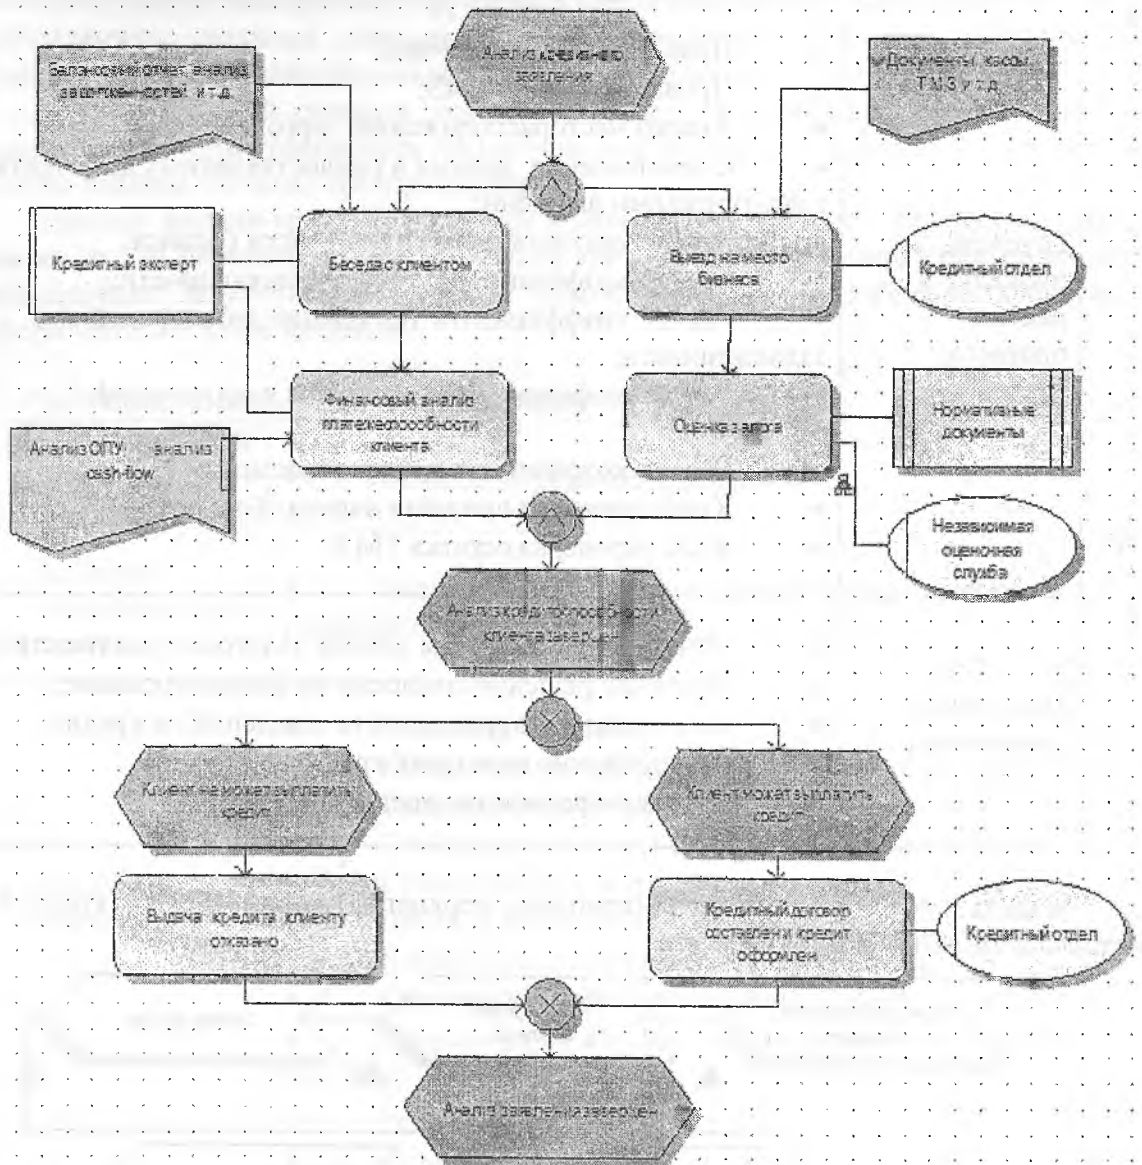 Анализ кредитного
заявления
Балансовый отчет, анализ
задолженностей и т.д.
Документы кассы,
Т.М.З и т.д.
Кредитный эксперт
Беседа с клиентом
Выезд на место
бизнеса
Кредитный отдел
Финансовый анализ
платежеспособности
клиента
Оценка залога
Нормативные
документы
Анализ ОПУ анализ
cash-flow
Независимая
оценочная
служба
Анализ кредитоспособности
клиента завершен
Клиент не может выплатить
кредит
Клиент может выплатить
кредит
Выдача кредита клиенту
отказано
Кредитный договор
составлен и кредит
оформлен
Кредитный отдел
Анализ заявления завершен